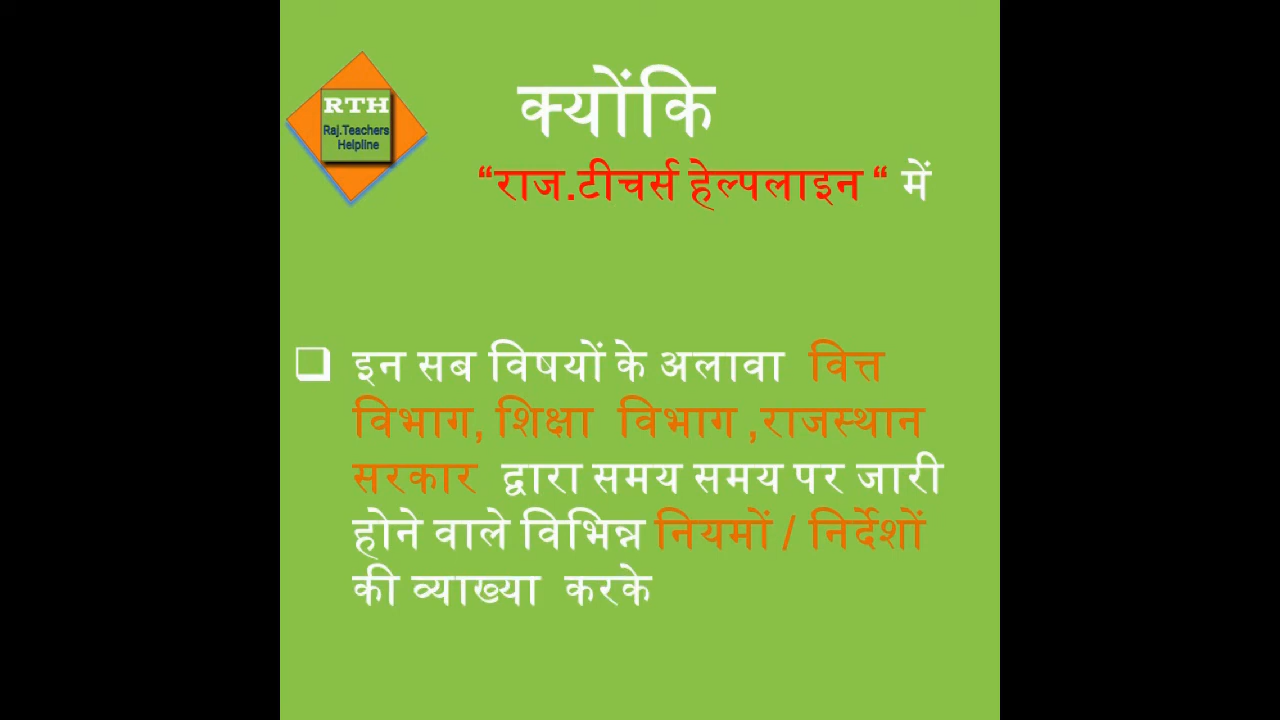 RTH
Raj.Teachers
Helpline
क्योंकि
“राज.टीचर्स हेल्पलाइन “ में
इन सब विषयों के अलावा वित्त
विभाग, शिक्षा विभाग ,राजस्थान
सरकार द्वारा समय समय पर जारी
होने वाले विभिन्न नियमों / निर्देशों
की व्याख्या करके